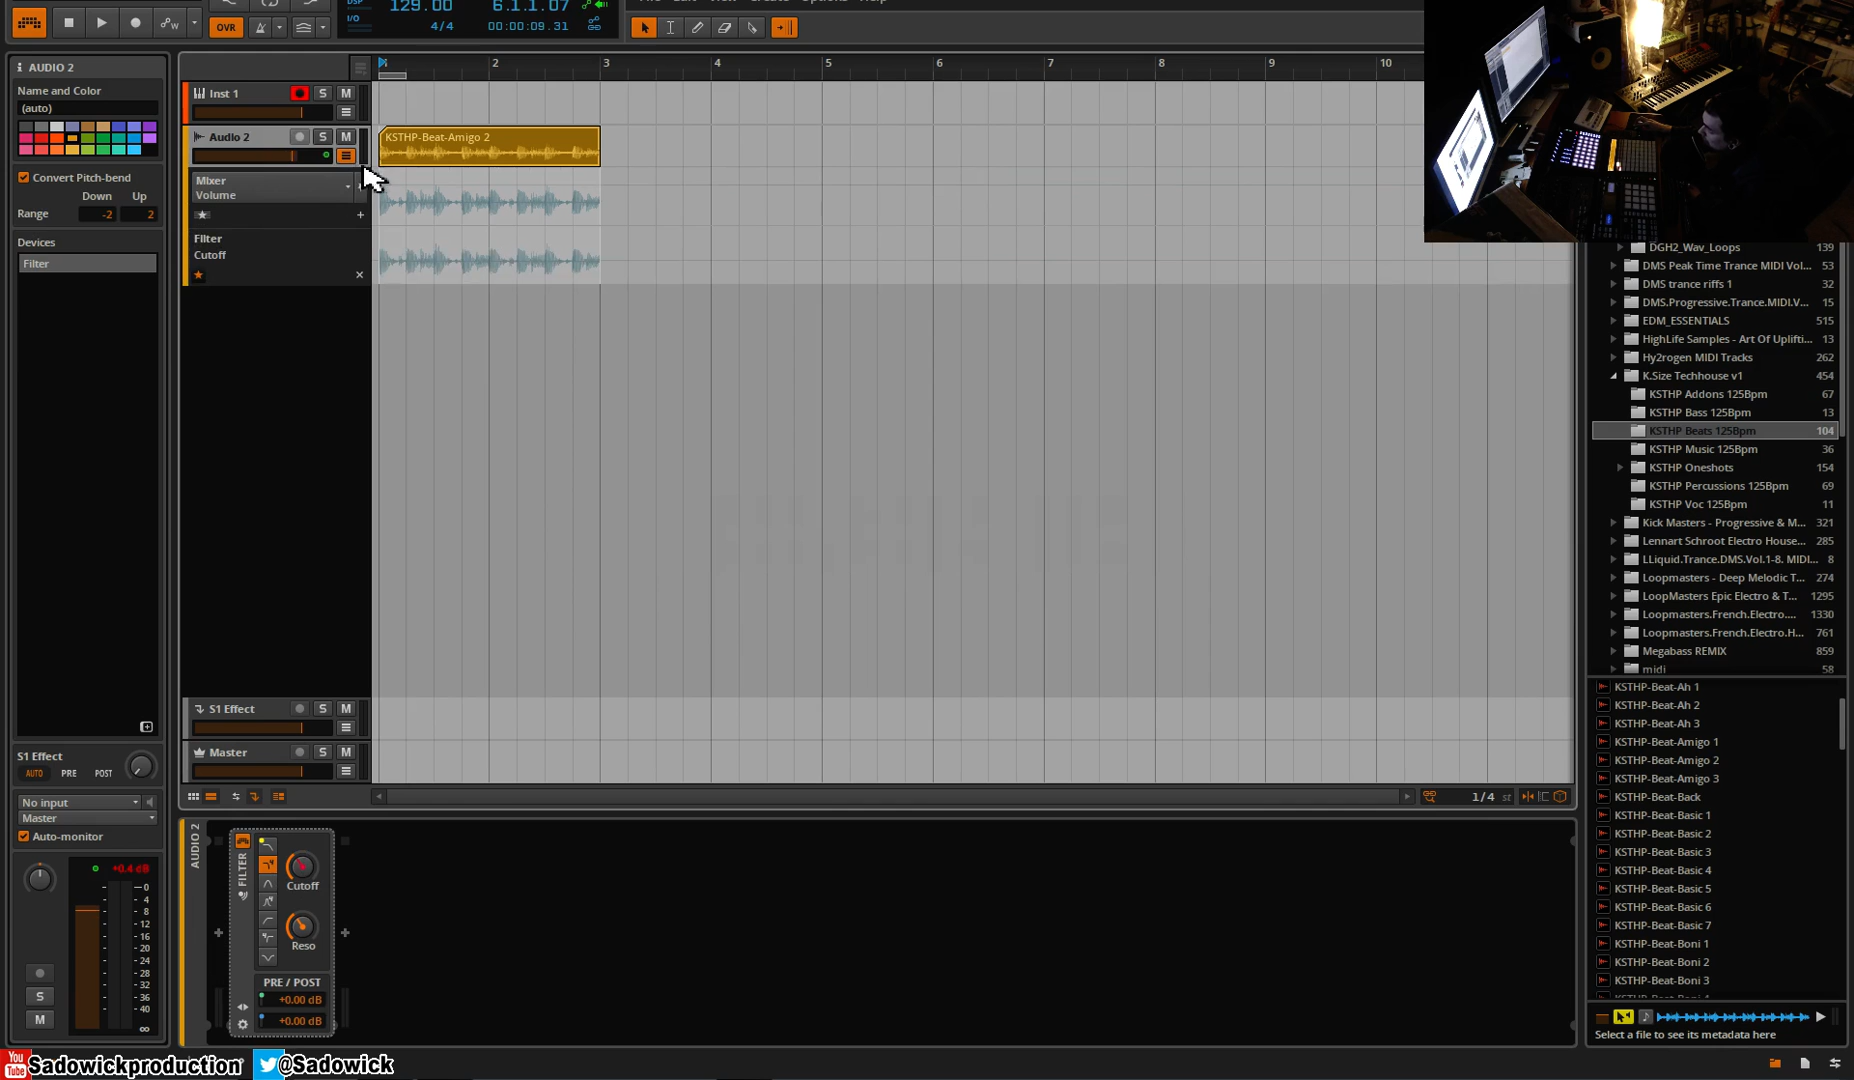 OVR
DSP
I/O
129.00
4/4
6.1.1.07
00:00:09.31
AUDIO 2
Name and Color
(auto)
Convert Pitch-bend
Down Up
Range -2 2
Devices
Filter
S1 Effect
AUTO PRE POST
No input
Master
Auto-monitor
+0.4 dB
0
4
8
12
16
20
24
28
32
36
40
∞
S
M
2 3 4 5 6 7 8 9 10
Inst 1 S M
Audio 2 S M
KSTHP-Beat-Amigo 2
Mixer
Volume
Filter
Cutoff
S1 Effect S M
Master S M
1/4 st
AUDIO 2
FILTER
Cutoff
Reso
PRE / POST
+0.00 dB
+0.00 dB
DGH2_Wav_Loops 139
DMS Peak Time Trance MIDI Vol... 53
DMS trance riffs 1 32
DMS.Progressive.Trance.MIDI.V... 15
EDM_ESSENTIALS 515
HighLife Samples - Art Of Uplifti... 13
Hy2rogen MIDI Tracks 262
K.Size Techhouse v1 454
KSTHP Addons 125Bpm 67
KSTHP Bass 125Bpm 13
KSTHP Beats 125Bpm 104
KSTHP Music 125Bpm 36
KSTHP Oneshots 154
KSTHP Percussions 125Bpm 69
KSTHP Voc 125Bpm 11
Kick Masters - Progressive & M... 321
Lennart Schroot Electro House... 285
LLiquid.Trance.DMS.Vol.1-8. MIDI... 8
Loopmasters - Deep Melodic T... 274
LoopMasters Epic Electro & T... 1295
Loopmasters.French.Electro.... 1330
Loopmasters.French.Electro.H... 761
Megabass REMIX 859
midi 58
KSTHP-Beat-Ah 1
KSTHP-Beat-Ah 2
KSTHP-Beat-Ah 3
KSTHP-Beat-Amigo 1
KSTHP-Beat-Amigo 2
KSTHP-Beat-Amigo 3
KSTHP-Beat-Back
KSTHP-Beat-Basic 1
KSTHP-Beat-Basic 2
KSTHP-Beat-Basic 3
KSTHP-Beat-Basic 4
KSTHP-Beat-Basic 5
KSTHP-Beat-Basic 6
KSTHP-Beat-Basic 7
KSTHP-Beat-Boni 1
KSTHP-Beat-Boni 2
KSTHP-Beat-Boni 3
Select a file to see its metadata here
You
Tube
Sadowickproduction
@Sadowick